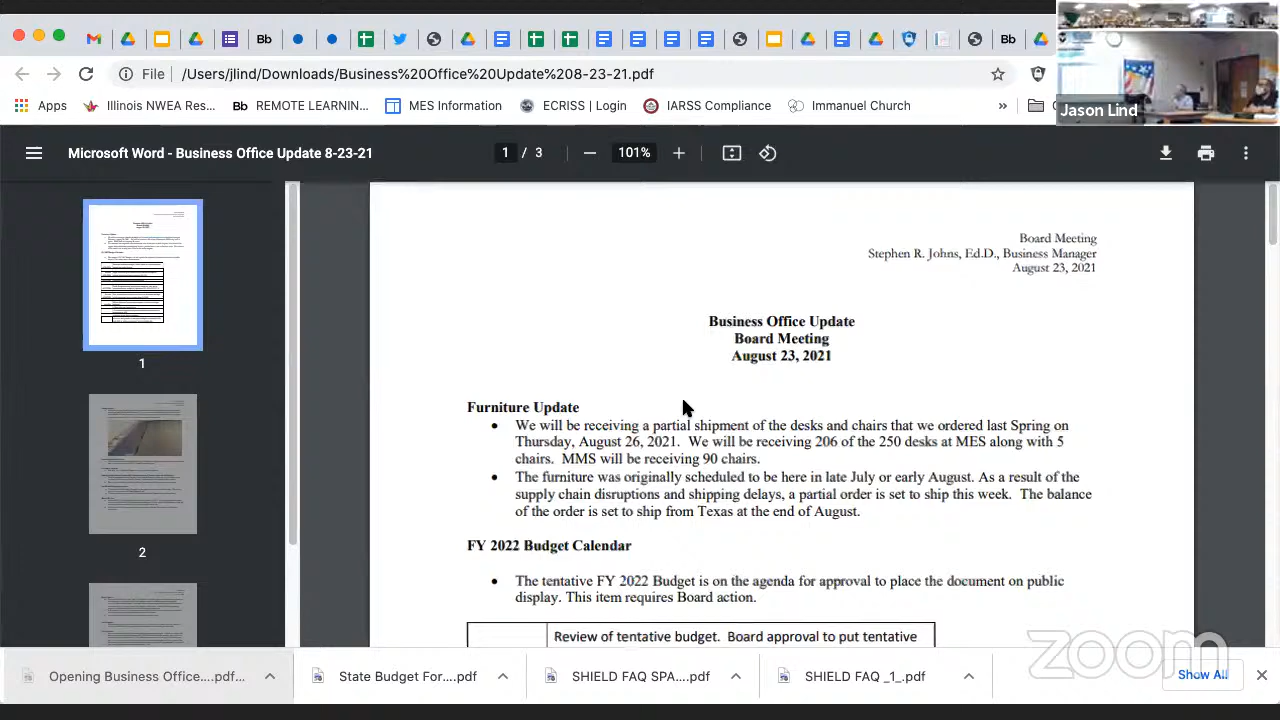 Bb
Bb
File
/Users/jlind/Downloads/Business%20Office%20Update%208-23-21.pdf
Apps
Illinois NWEA Res...
Bb REMOTE LEARNIN...
MES Information
ECRISS | Login
IARSS Compliance
Immanuel Church
»
Jason Lind
Microsoft Word - Business Office Update 8-23-21
1 / 3
101%
1
2
Board Meeting
Stephen R. Johns, Ed.D., Business Manager
August 23, 2021
Business Office Update
Board Meeting
August 23, 2021
Furniture Update
• We will be receiving a partial shipment of the desks and chairs that we ordered last Spring on
Thursday, August 26, 2021. We will be receiving 206 of the 250 desks at MES along with 5
chairs. MMS will be receiving 90 chairs.
• The furniture was originally scheduled to be here in late July or early August. As a result of the
supply chain disruptions and shipping delays, a partial order is set to ship this week. The balance
of the order is set to ship from Texas at the end of August.
FY 2022 Budget Calendar
• The tentative FY 2022 Budget is on the agenda for approval to place the document on public
display. This item requires Board action.
Review of tentative budget. Board approval to put tentative
zoom
Opening Business Office....pdf...
State Budget For....pdf
SHIELD FAQ SPA....pdf
SHIELD FAQ _1_.pdf
Show All